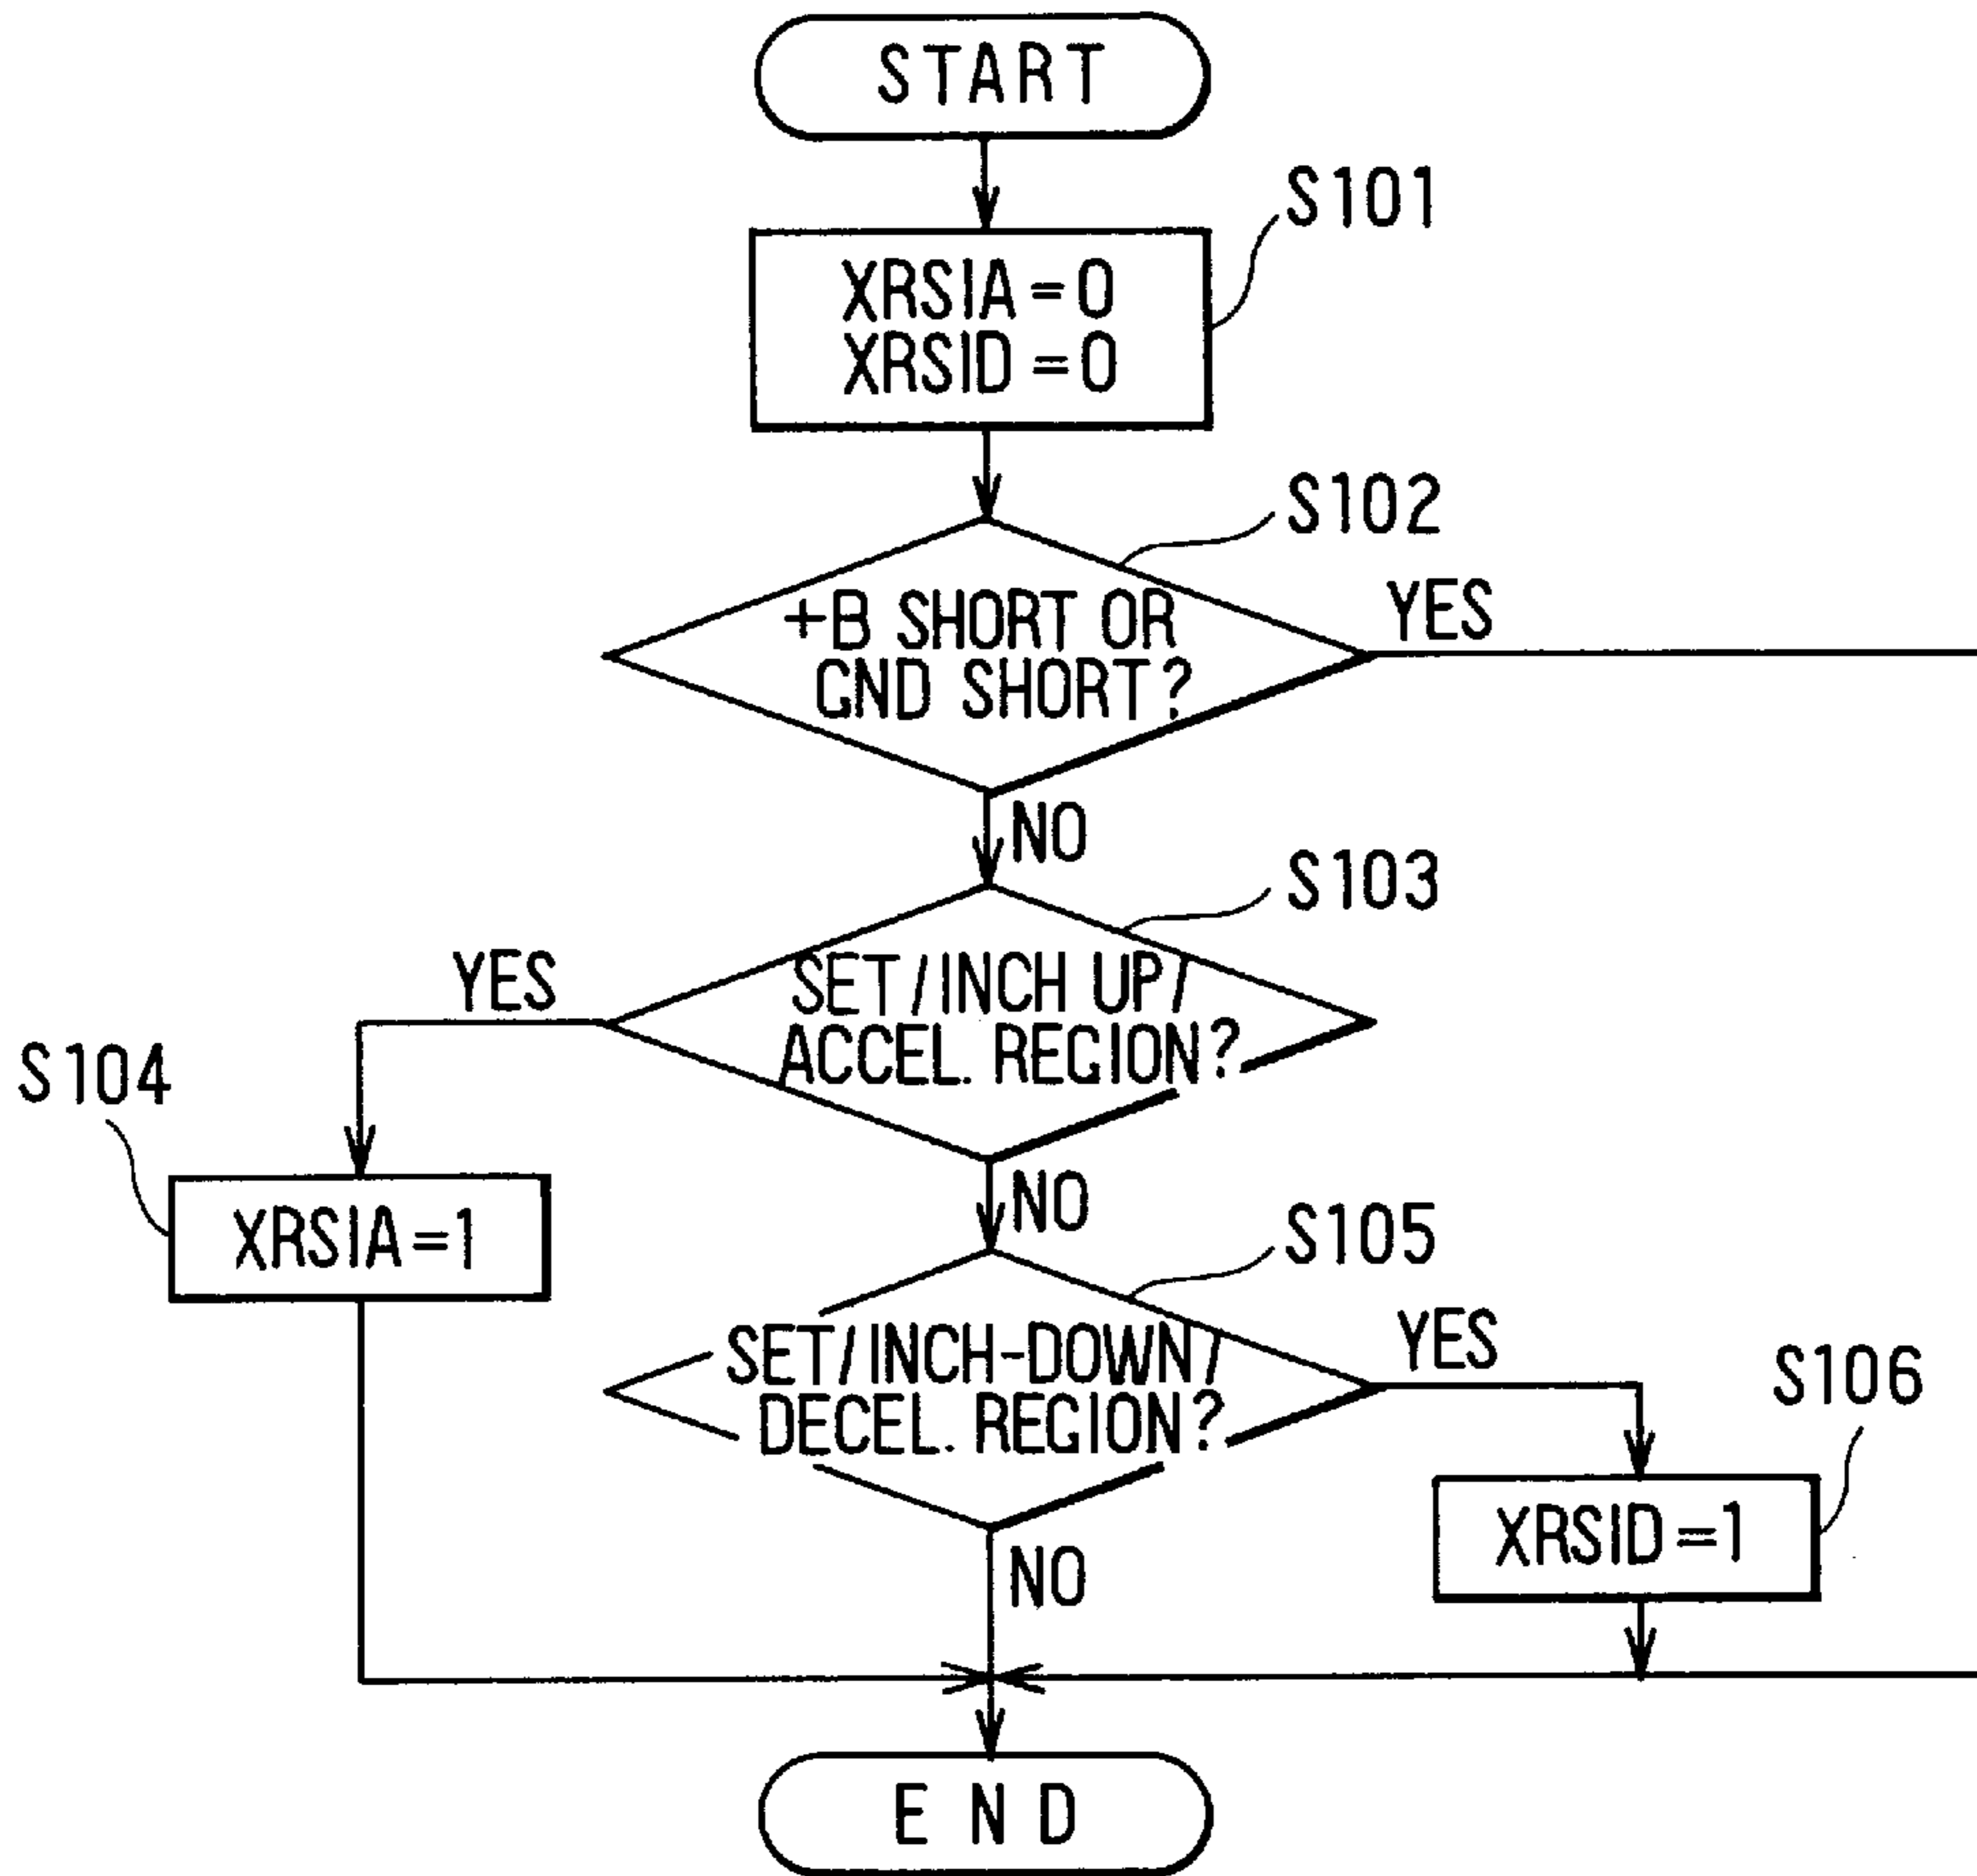 START
S101
XRSIA=0
XRSID=0
S102
+B SHORT OR
GND SHORT?
YES
NO
S103
SET/INCH UP/
ACCEL. REGION?
YES
S104
XRSIA=1
NO
S105
SET/INCH-DOWN/
DECEL. REGION?
YES
S106
XRSID=1
NO
END